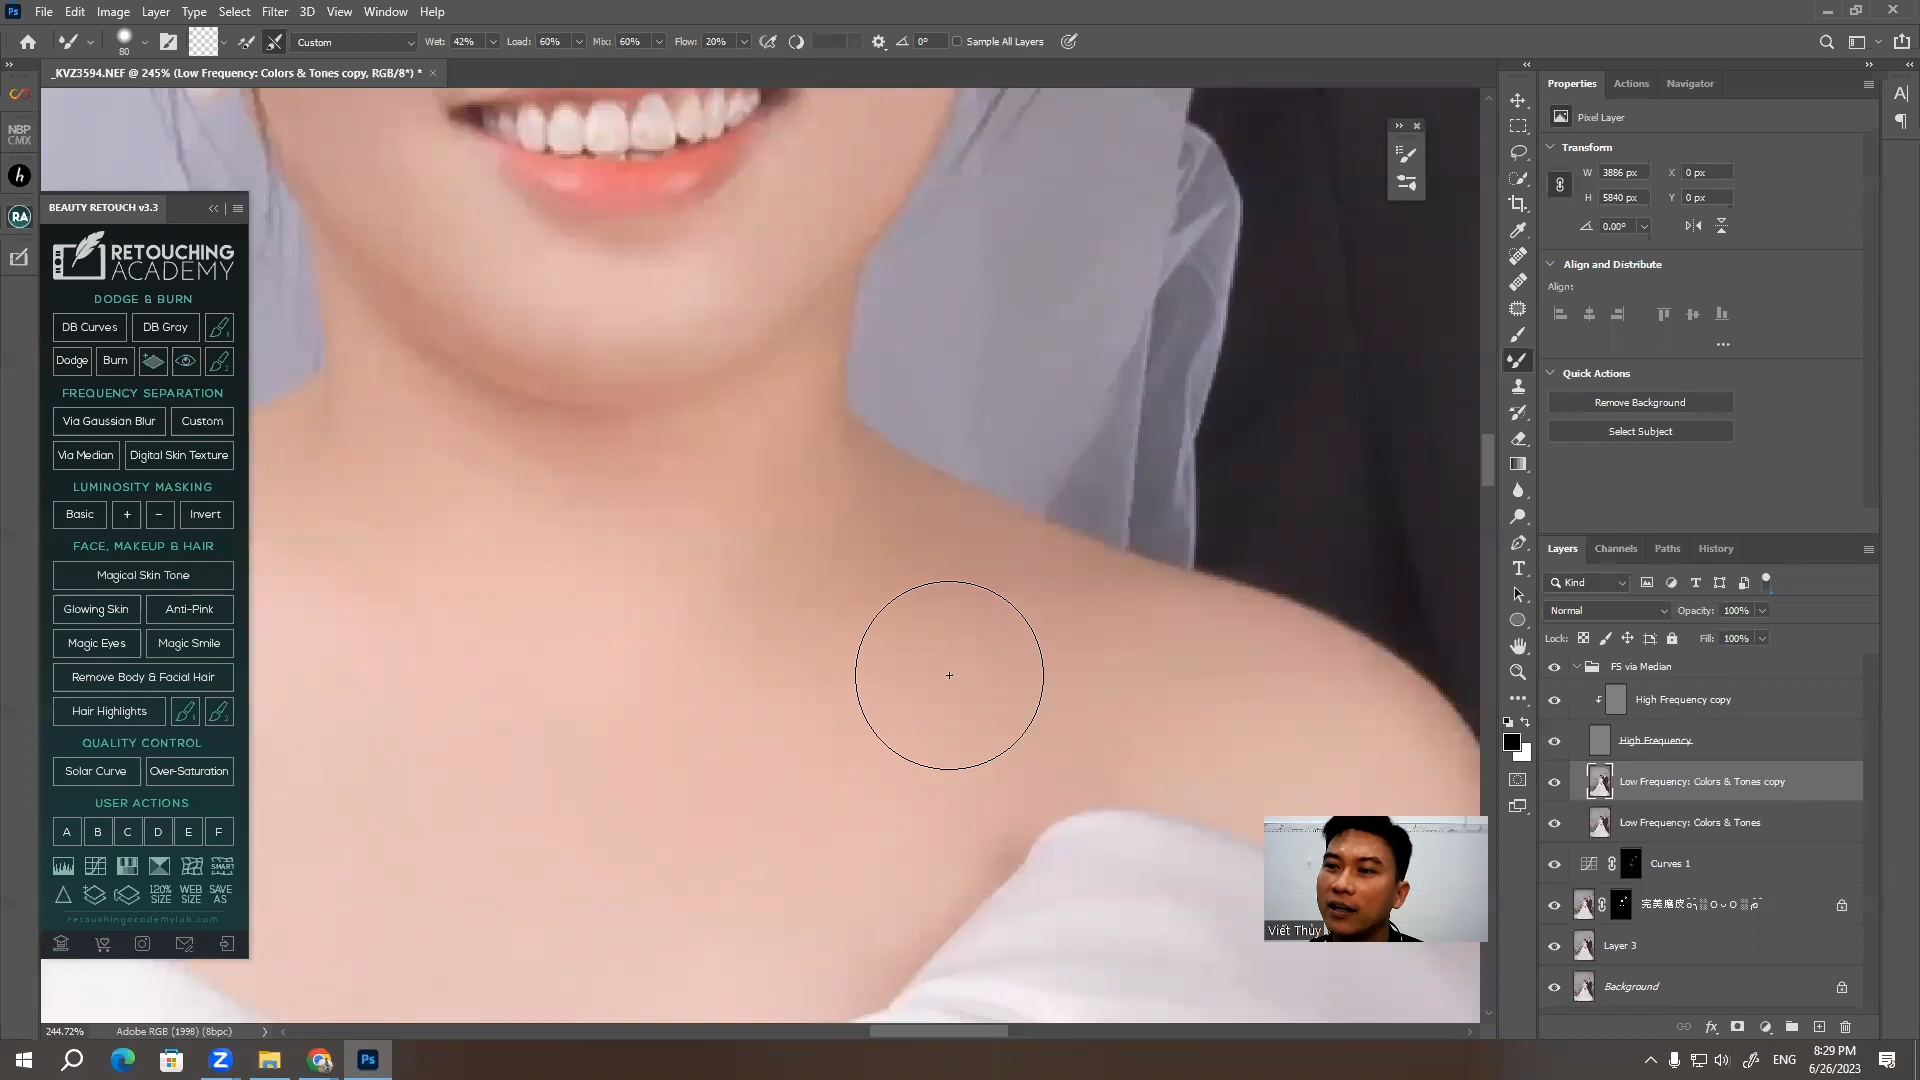 File Edit Image Layer Type Select Filter 3D View Window Help
80 Custom Wet: 42% Load: 60% Mix: 60% Flow: 20% 0° Sample All Layers
_KVZ3594.NEF @ 245% (Low Frequency: Colors & Tones copy, RGB/8*) *
NBP
CMX
h
RA
BEAUTY RETOUCH v3.3
RETOUCHING
ACADEMY
DODGE & BURN
DB Curves DB Gray
Dodge Burn
FREQUENCY SEPARATION
Via Gaussian Blur Custom
Via Median Digital Skin Texture
LUMINOSITY MASKING
Basic + − Invert
FACE, MAKEUP & HAIR
Magical Skin Tone
Glowing Skin Anti-Pink
Magic Eyes Magic Smile
Remove Body & Facial Hair
Hair Highlights
QUALITY CONTROL
Solar Curve Over-Saturation
USER ACTIONS
A B C D E F
SMART
120% SIZE WEB SIZE SAVE AS
retouchingacademylab.com
Properties Actions Navigator
Pixel Layer
Transform
W 3886 px X 0 px
H 5840 px Y 0 px
0.00°
Align and Distribute
Align:
Quick Actions
Remove Background
Select Subject
Layers Channels Paths History
Kind
Normal Opacity: 100%
Lock: Fill: 100%
FS via Median
High Frequency copy
High Frequency
Low Frequency: Colors & Tones copy
Low Frequency: Colors & Tones
Curves 1
完美磨皮
Layer 3
Background
Viết Thủy
244.72% Adobe RGB (1998) (8bpc)
ENG
8:29 PM
6/26/2023